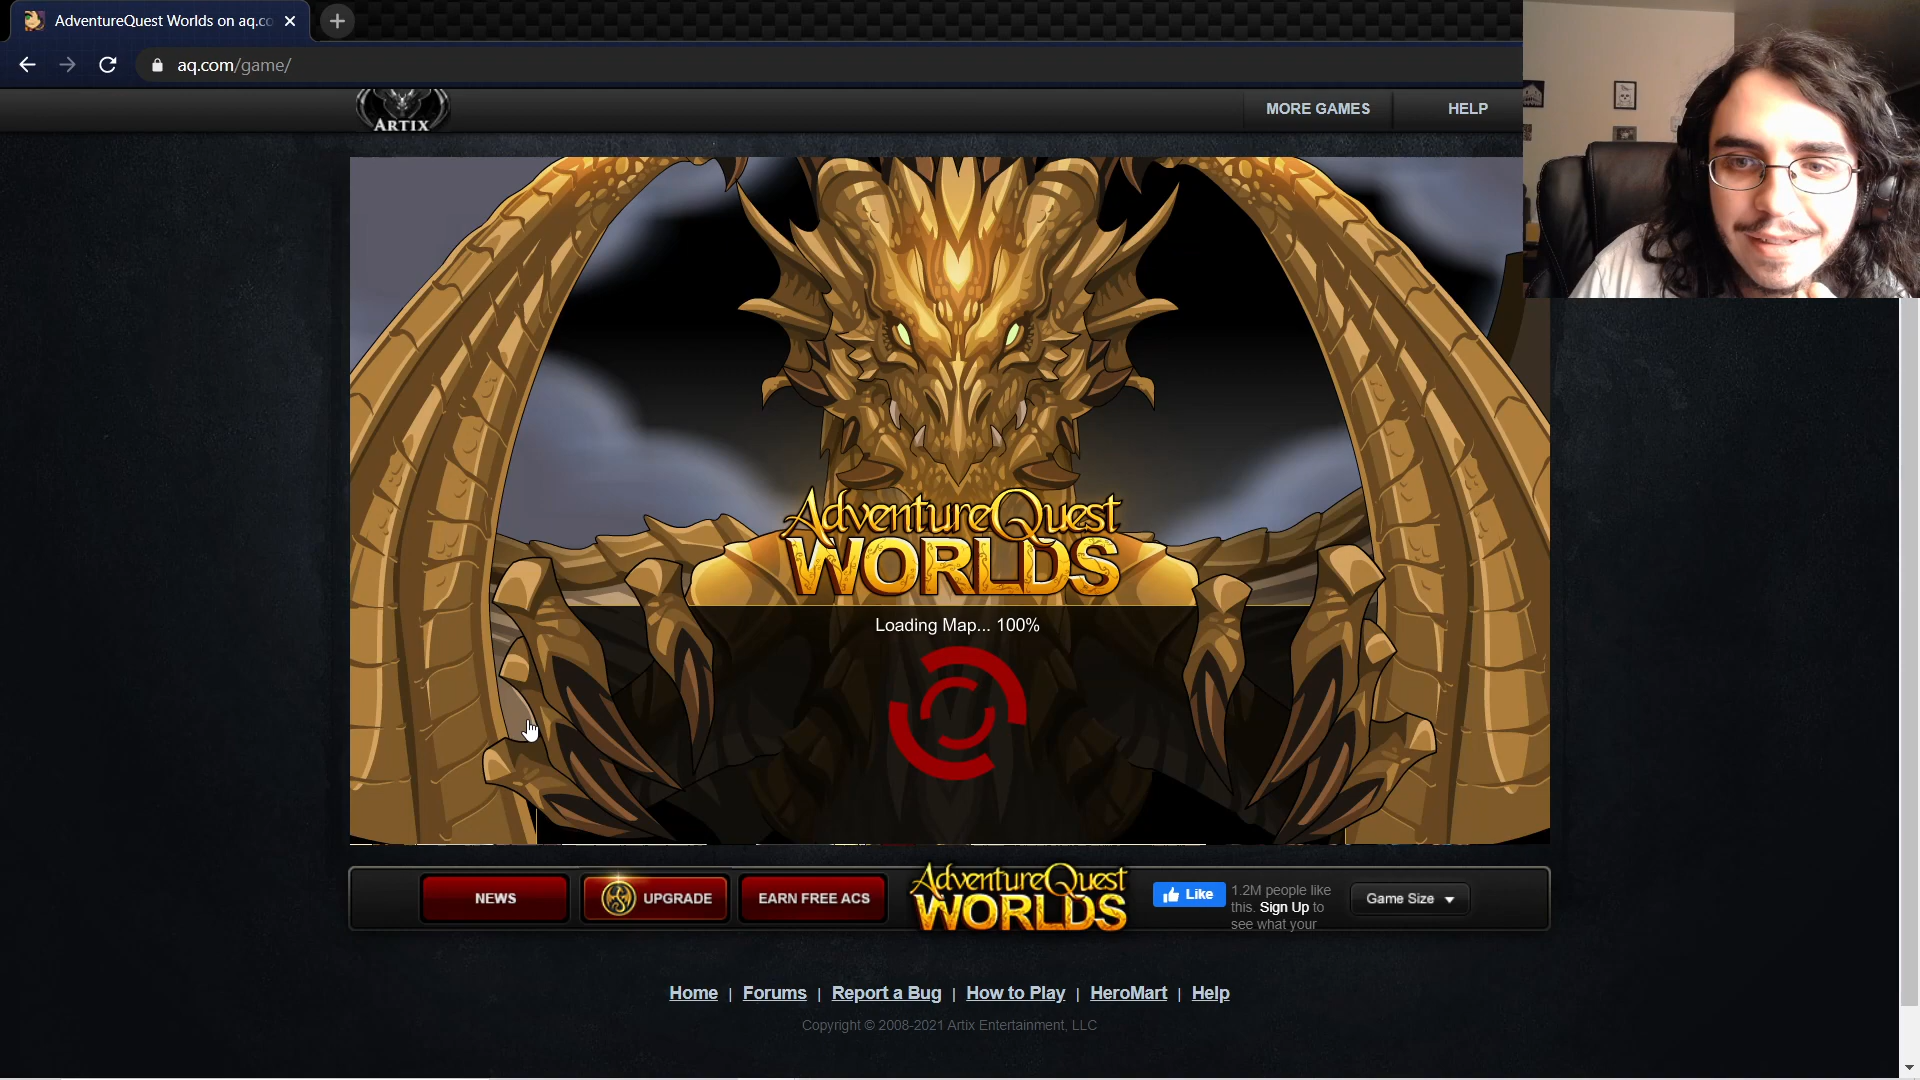 AdventureQuest Worlds on aq.co
aq.com/game/
ARTIX
MORE GAMES
HELP
AdventureQuest
WORLDS
Loading Map... 100%
NEWS
UPGRADE
EARN FREE ACS
AdventureQuest
WORLDS
Like
1.2M people like
this. Sign Up to
see what your
Game Size
Home | Forums | Report a Bug | How to Play | HeroMart | Help
Copyright © 2008-2021 Artix Entertainment, LLC